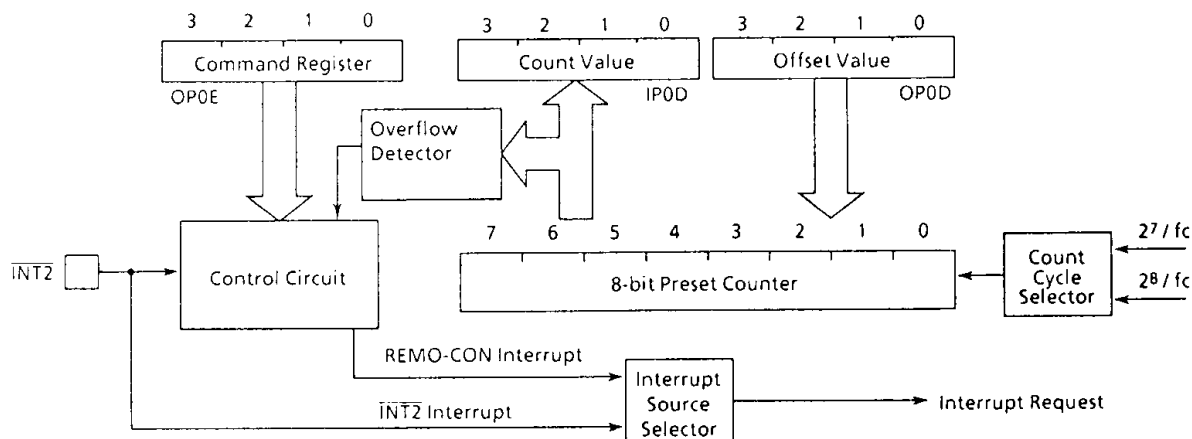 3 2 1 0
Command Register
OP0E
3 2 1 0
Count Value
IP0D
3 2 1 0
Offset Value
OP0D
Overflow
Detector
7 6 5 4 3 2 1 0
8-bit Preset Counter
Count
Cycle
Selector
2⁷ / fc
2⁸ / fc
INT2
Control Circuit
REMO-CON Interrupt
INT2 Interrupt
Interrupt
Source
Selector
Interrupt Request